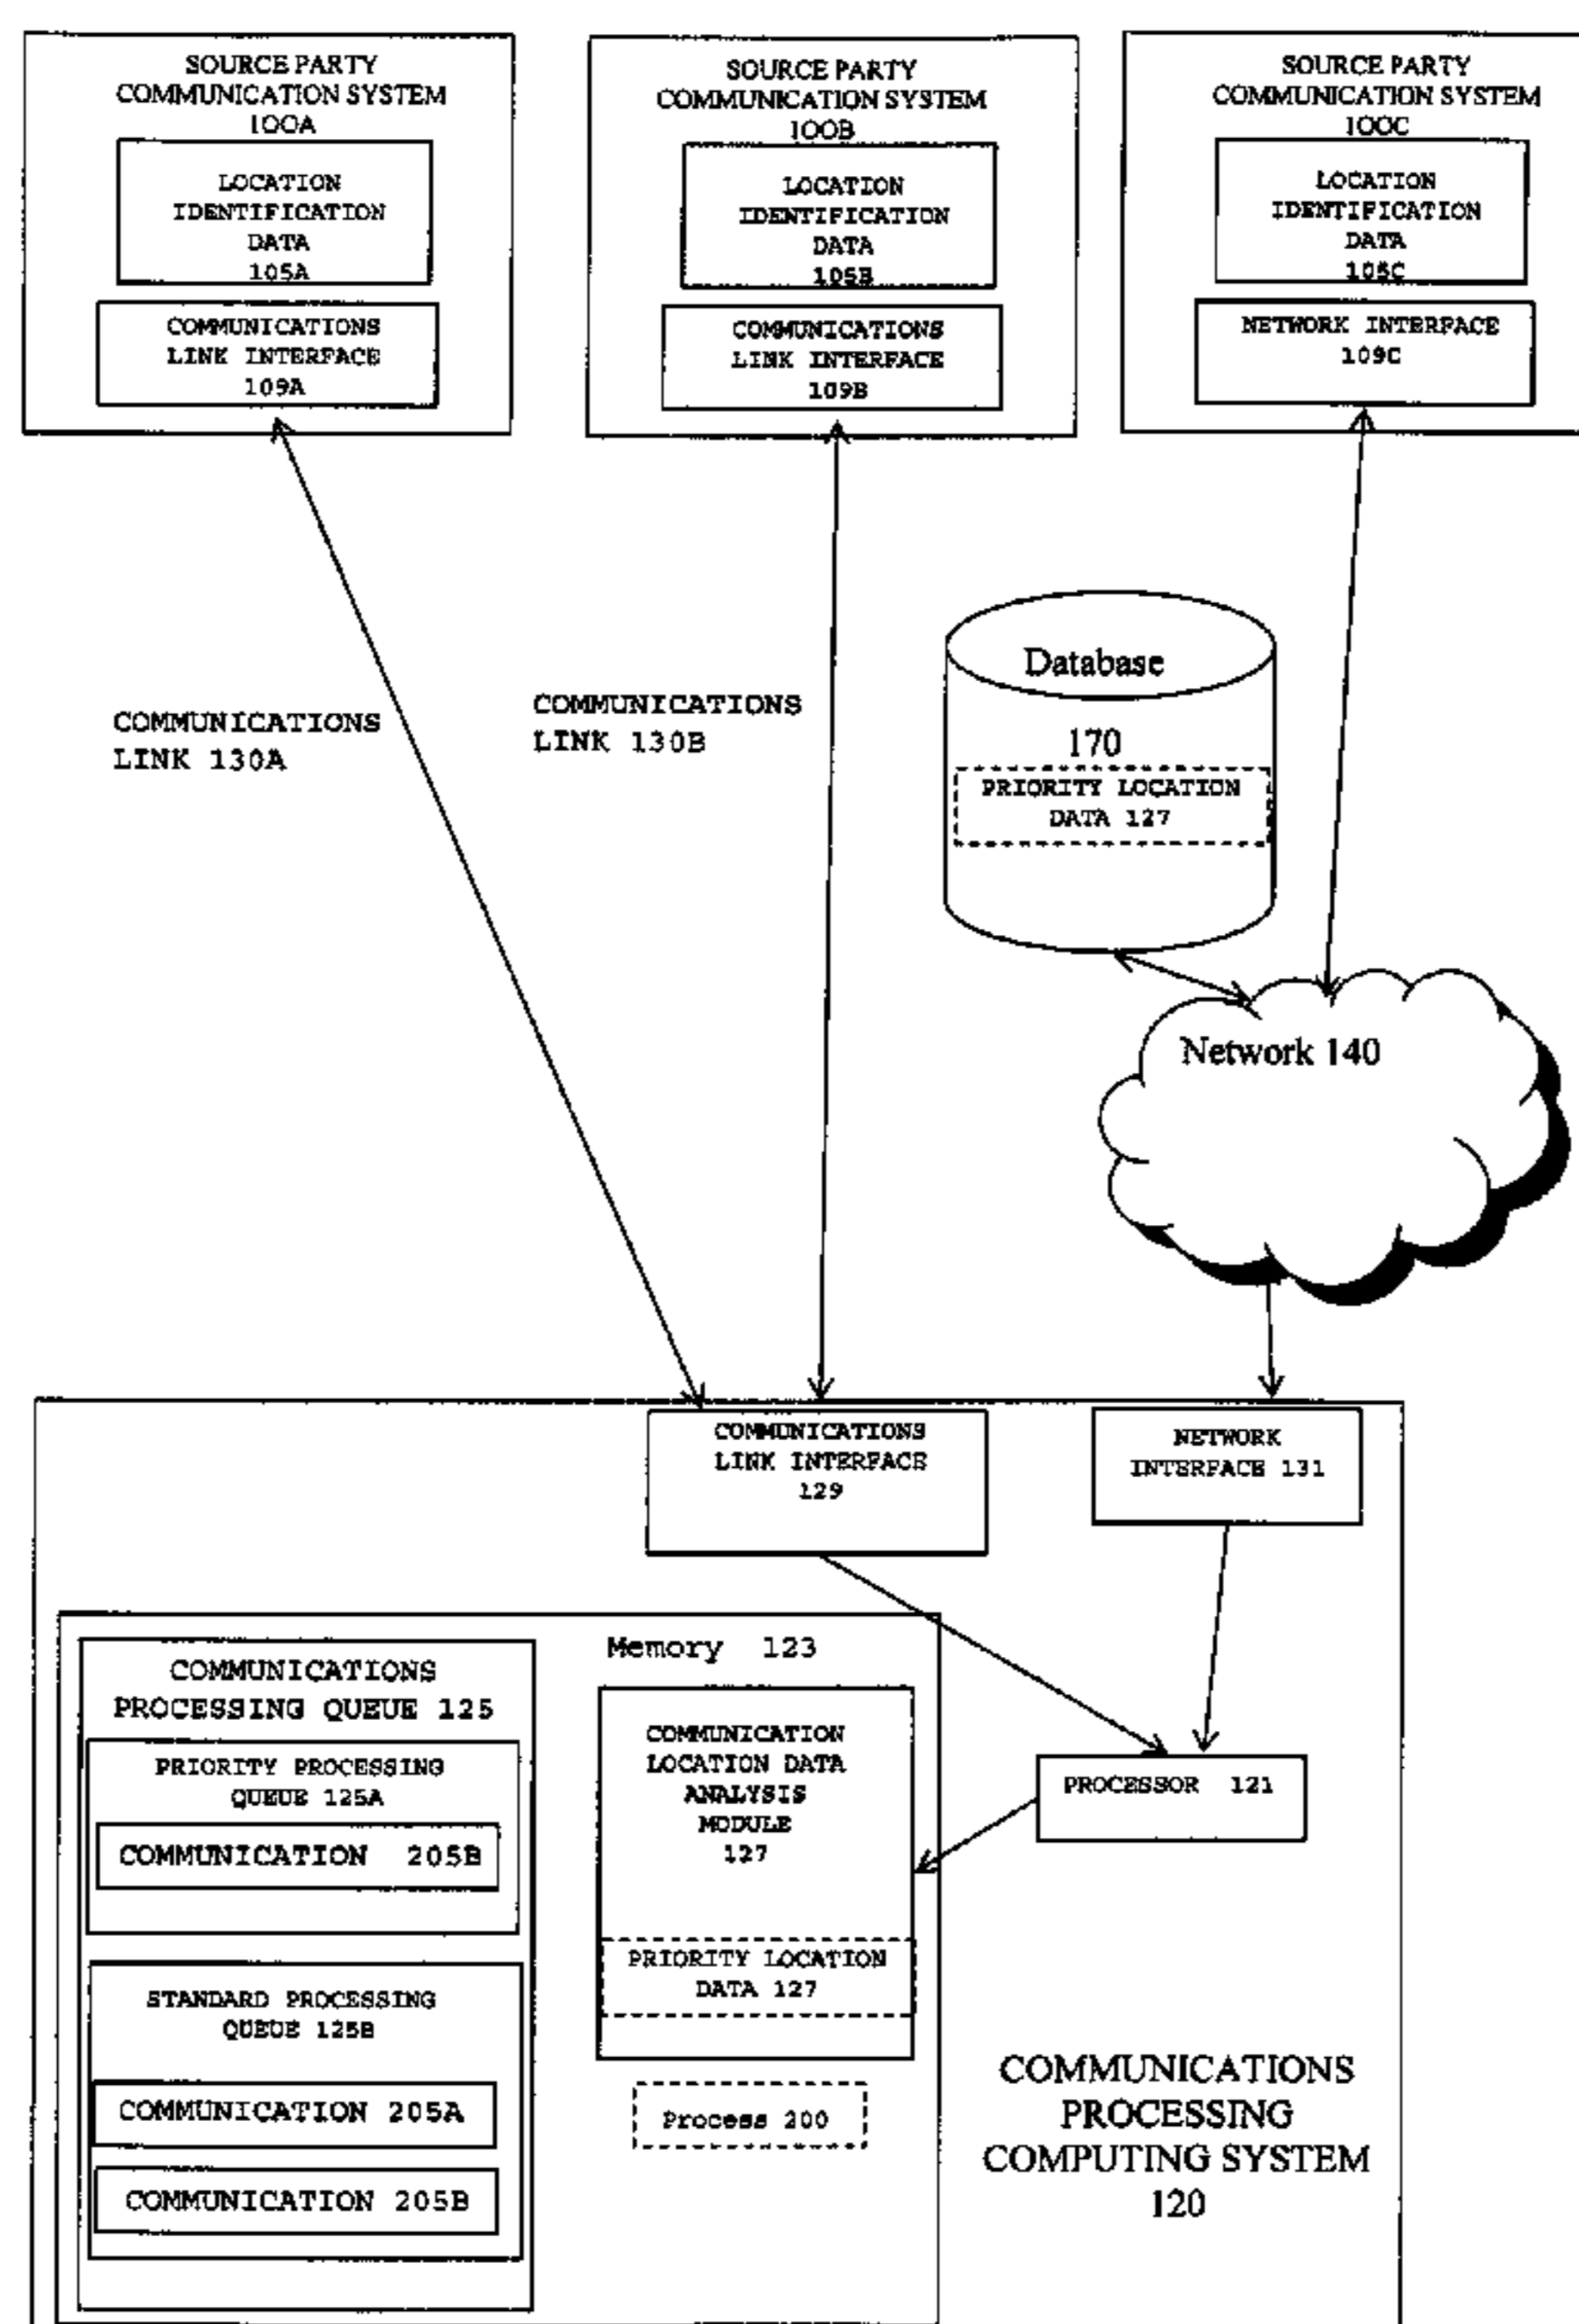 SOURCE PARTY
COMMUNICATION SYSTEM
100A
LOCATION
IDENTIFICATION
DATA
105A
COMMUNICATIONS
LINK INTERFACE
109A
SOURCE PARTY
COMMUNICATION SYSTEM
100B
LOCATION
IDENTIFICATION
DATA
105B
COMMUNICATIONS
LINK INTERFACE
109B
SOURCE PARTY
COMMUNICATION SYSTEM
100C
LOCATION
IDENTIFICATION
DATA
105C
NETWORK INTERFACE
109C
COMMUNICATIONS
LINK 130A
COMMUNICATIONS
LINK 130B
Database
170
PRIORITY LOCATION
DATA 127
Network 140
COMMUNICATIONS
LINK INTERFACE
129
NETWORK
INTERFACE 131
Memory 123
COMMUNICATIONS
PROCESSING QUEUE 125
PRIORITY PROCESSING
QUEUE 125A
COMMUNICATION 205B
STANDARD PROCESSING
QUEUE 125B
COMMUNICATION 205A
COMMUNICATION 205B
COMMUNICATION
LOCATION DATA
ANALYSIS
MODULE
127
PRIORITY LOCATION
DATA 127
Process 200
PROCESSOR 121
COMMUNICATIONS
PROCESSING
COMPUTING SYSTEM
120